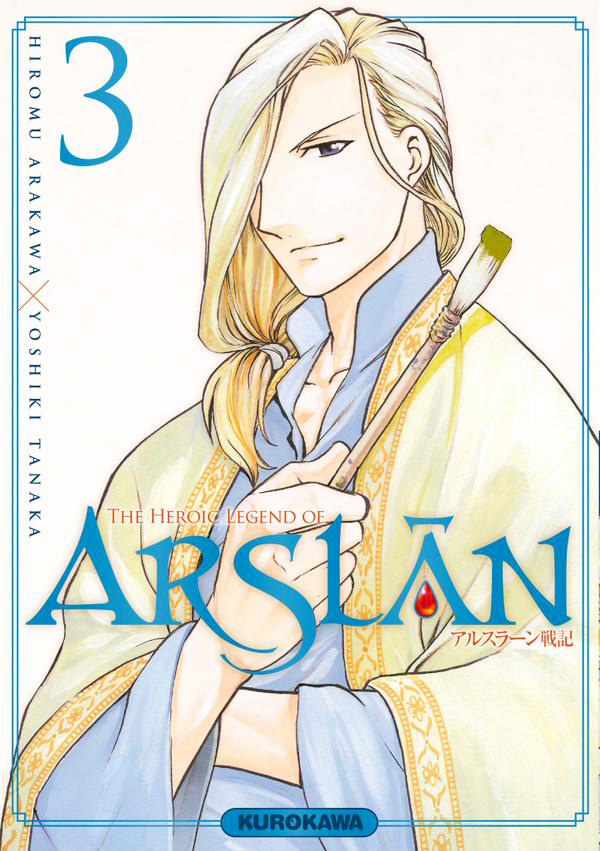 3
HIROMU ARAKAWA × YOSHIKI TANAKA
THE HEROIC LEGEND OF
ARSLĀN
アルスラーン戦記
KUROKAWA